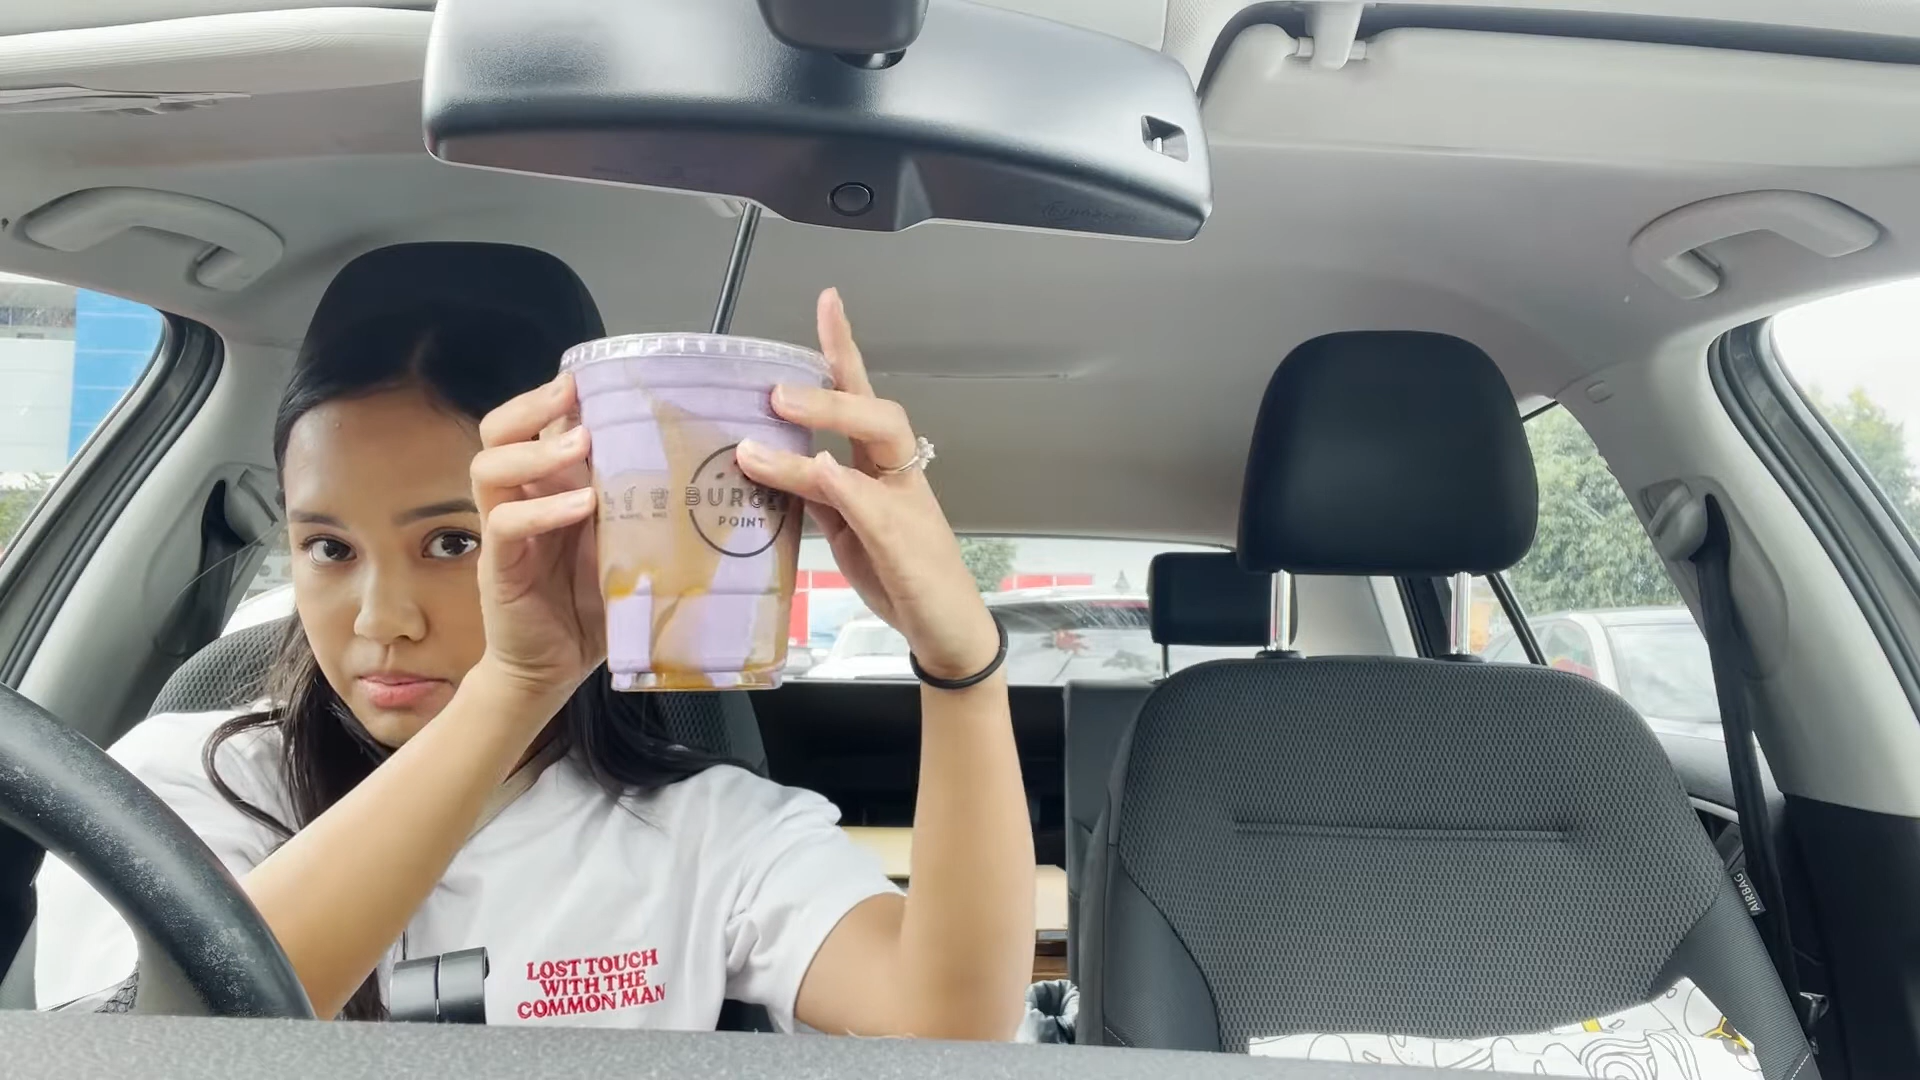 BURGER
POINT
LOST TOUCH
WITH THE
COMMON MAN
AIRBAG